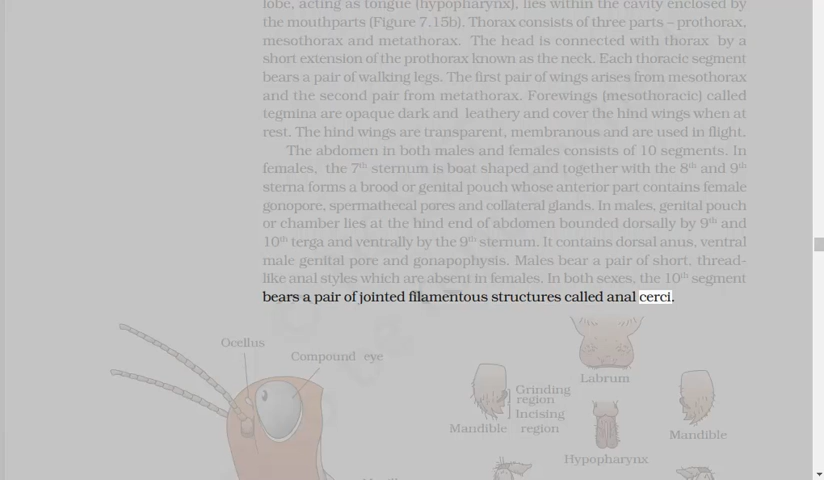 lobe, acting as tongue (hypopharynx), lies within the cavity enclosed by
the mouthparts (Figure 7.15b). Thorax consists of three parts – prothorax,
mesothorax and metathorax. The head is connected with thorax by a
short extension of the prothorax known as the neck. Each thoracic segment
bears a pair of walking legs. The first pair of wings arises from mesothorax
and the second pair from metathorax. Forewings (mesothoracic) called
tegmina are opaque dark and leathery and cover the hind wings when at
rest. The hind wings are transparent, membranous and are used in flight.
The abdomen in both males and females consists of 10 segments. In
females, the 7th sternum is boat shaped and together with the 8th and 9th
sterna forms a brood or genital pouch whose anterior part contains female
gonopore, spermathecal pores and collateral glands. In males, genital pouch
or chamber lies at the hind end of abdomen bounded dorsally by 9th and
10th terga and ventrally by the 9th sternum. It contains dorsal anus, ventral
male genital pore and gonapophysis. Males bear a pair of short, thread-
like anal styles which are absent in females. In both sexes, the 10th segment
bears a pair of jointed filamentous structures called anal cerci.
Ocellus
Compound eye
Labrum
Grinding
region
Incising
region
Mandible
Mandible
Hypopharynx